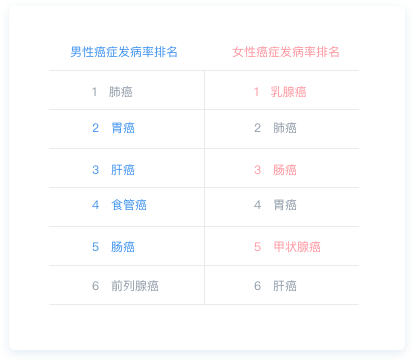 男性癌症发病率排名 女性癌症发病率排名
1 肺癌 1 乳腺癌
2 胃癌 2 肺癌
3 肝癌 3 肠癌
4 食管癌 4 胃癌
5 肠癌 5 甲状腺癌
6 前列腺癌 6 肝癌